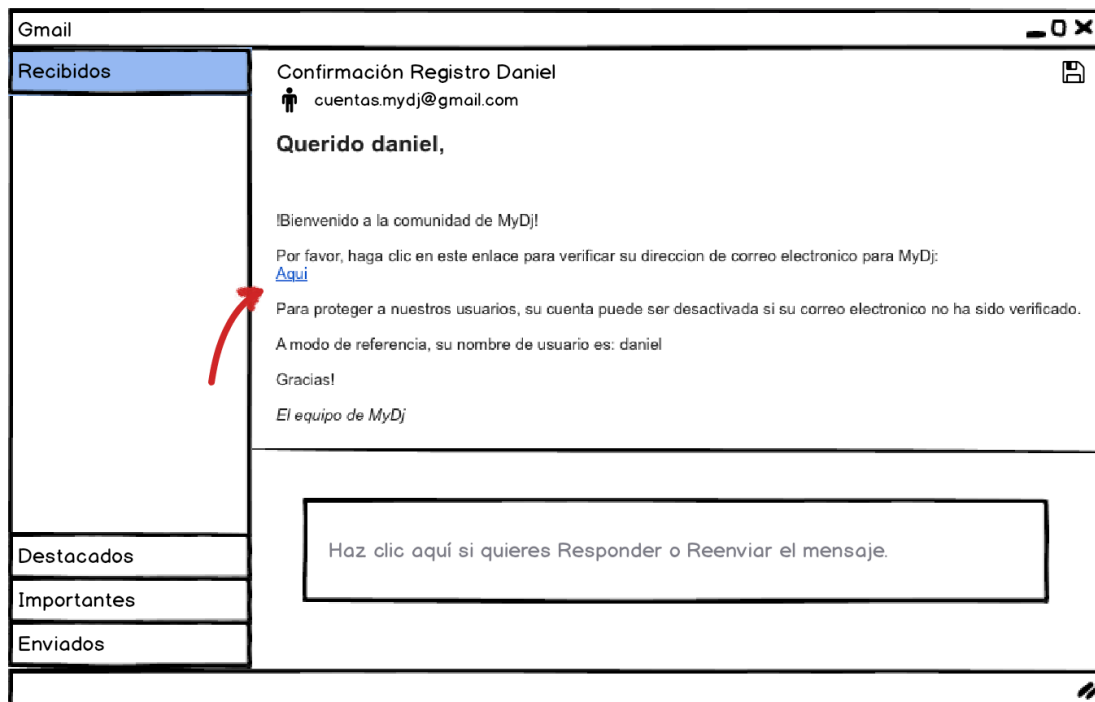 Gmail
Recibidos
Confirmación Registro Daniel
cuentas.mydj@gmail.com
Querido daniel,
!Bienvenido a la comunidad de MyDj!
Por favor, haga clic en este enlace para verificar su direccion de correo electronico para MyDj:
Aqui
Para proteger a nuestros usuarios, su cuenta puede ser desactivada si su correo electronico no ha sido verificado.
A modo de referencia, su nombre de usuario es: daniel
Gracias!
El equipo de MyDj
Haz clic aquí si quieres Responder o Reenviar el mensaje.
Destacados
Importantes
Enviados